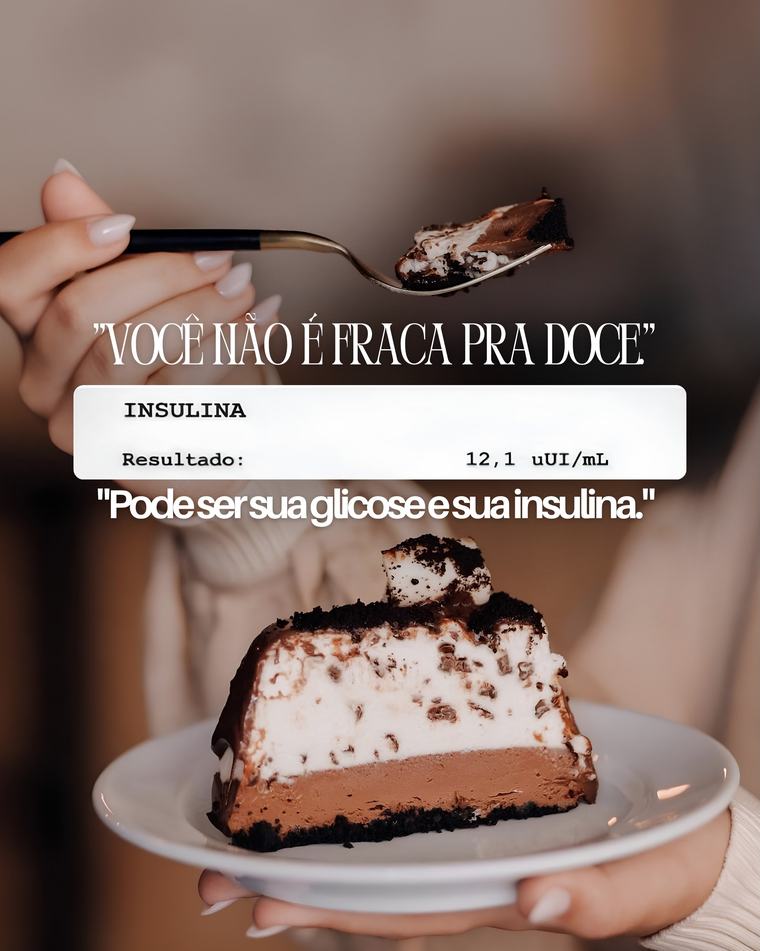 ”VOCÊ NÃO É FRACA PRA DOCE.”
INSULINA
Resultado: 12,1 uUI/mL
"Pode ser sua glicose e sua insulina."